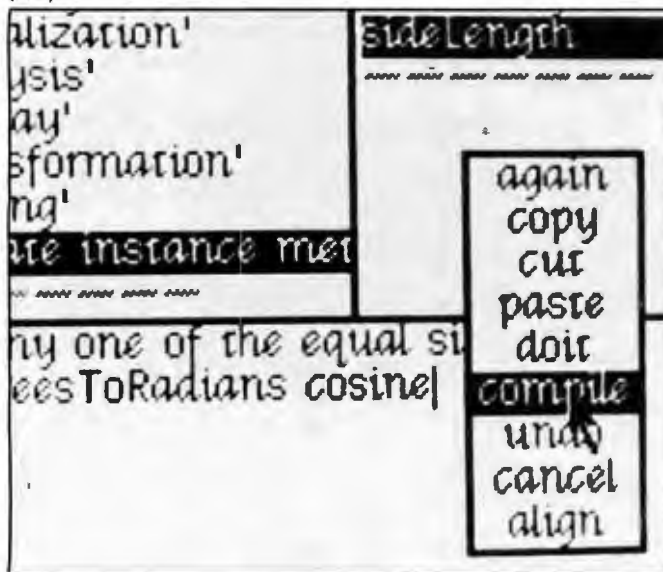 alization'
ysis'
ay'
sformation'
ng'
ate instance met
sideLength
again
copy
cut
paste
doit
compile
undo
cancel
align
ny one of the equal si
eesToRadians cosine